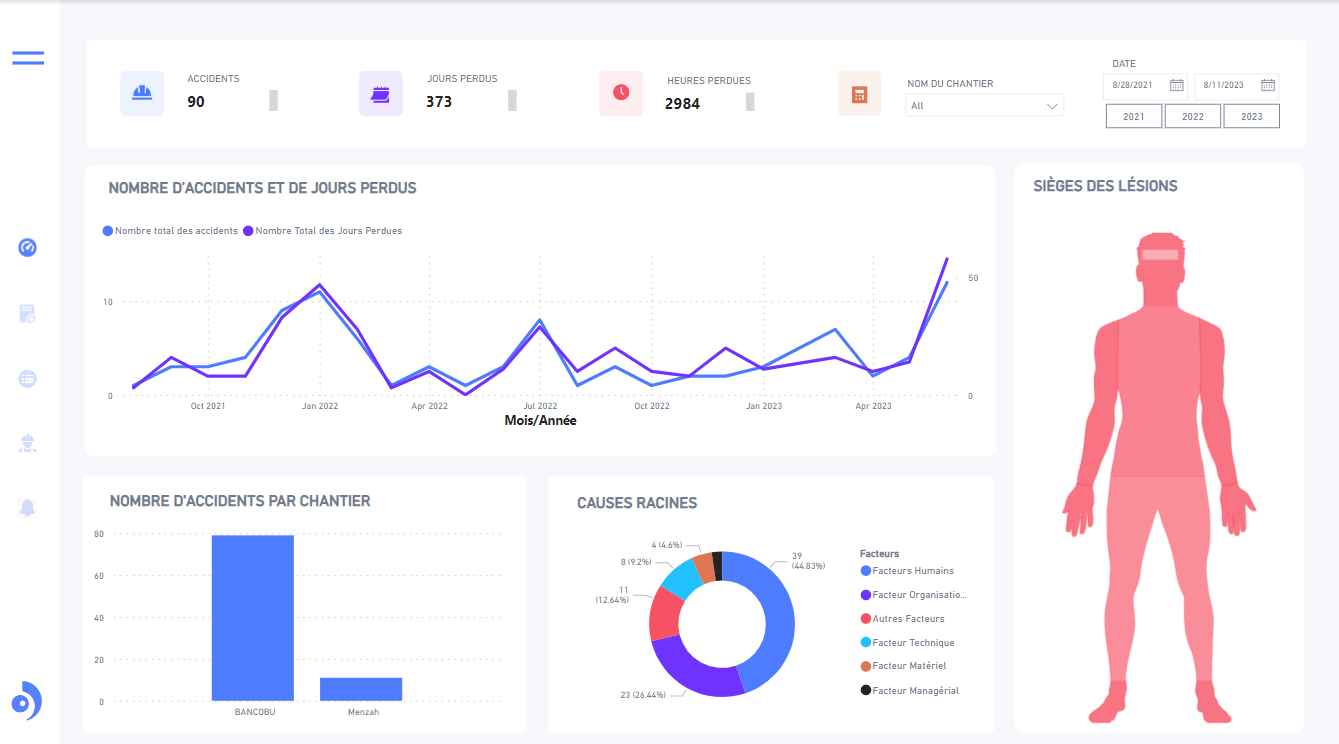 ACCIDENTS
90
JOURS PERDUS
373
HEURES PERDUES
2984
NOM DU CHANTIER
All
DATE
8/28/2021
8/11/2023
2021
2022
2023
NOMBRE D'ACCIDENTS ET DE JOURS PERDUS
Nombre total des accidents
Nombre Total des Jours Perdues
10
0
50
0
Oct 2021
Jan 2022
Apr 2022
Jul 2022
Oct 2022
Jan 2023
Apr 2023
Mois/Année
SIÈGES DES LÉSIONS
NOMBRE D'ACCIDENTS PAR CHANTIER
80
60
40
20
0
BANCOBU
Menzah
CAUSES RACINES
4 (4.6%)
8 (9.2%)
11
(12.64%)
23 (26.44%)
39
(44.83%)
Facteurs
Facteurs Humains
Facteur Organisatio...
Autres Facteurs
Facteur Technique
Facteur Matériel
Facteur Managérial